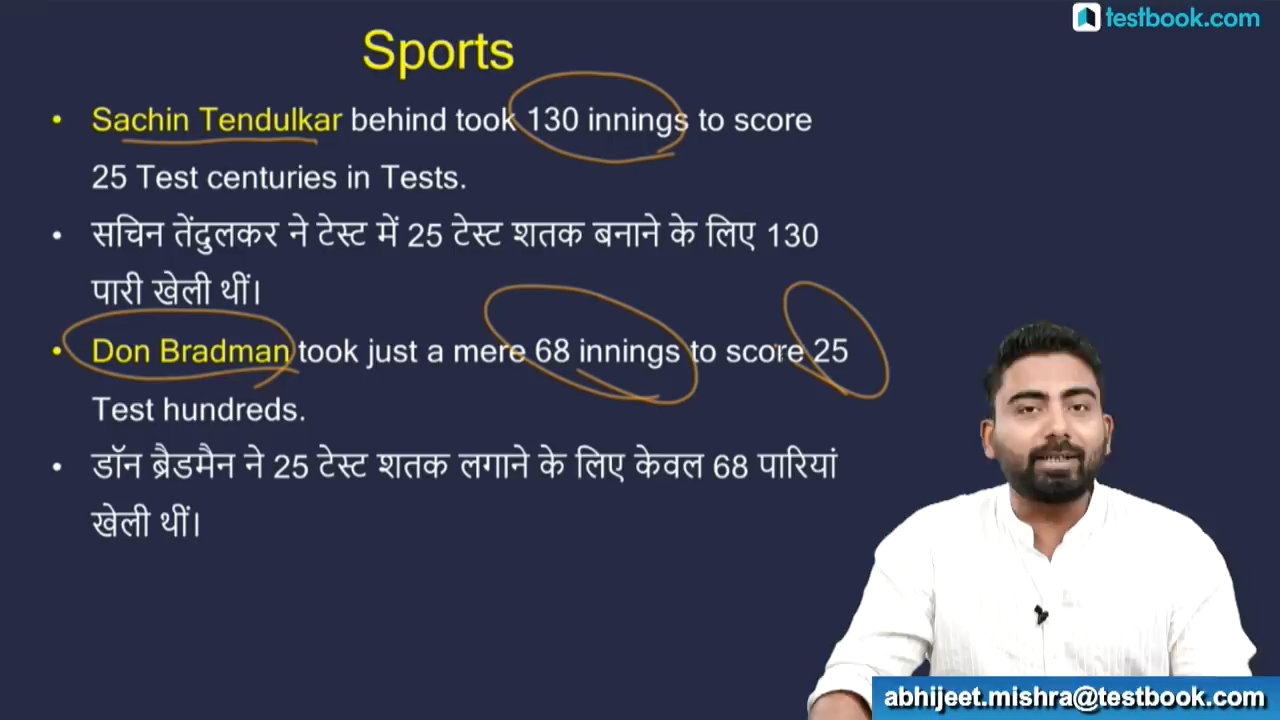 testbook.com
Sports
• Sachin Tendulkar behind took 130 innings to score
25 Test centuries in Tests.
• सचिन तेंदुलकर ने टेस्ट में 25 टेस्ट शतक बनाने के लिए 130
पारी खेली थीं।
• Don Bradman took just a mere 68 innings to score 25
Test hundreds.
• डॉन ब्रैडमैन ने 25 टेस्ट शतक लगाने के लिए केवल 68 पारियां
खेली थीं।
abhijeet.mishra@testbook.com